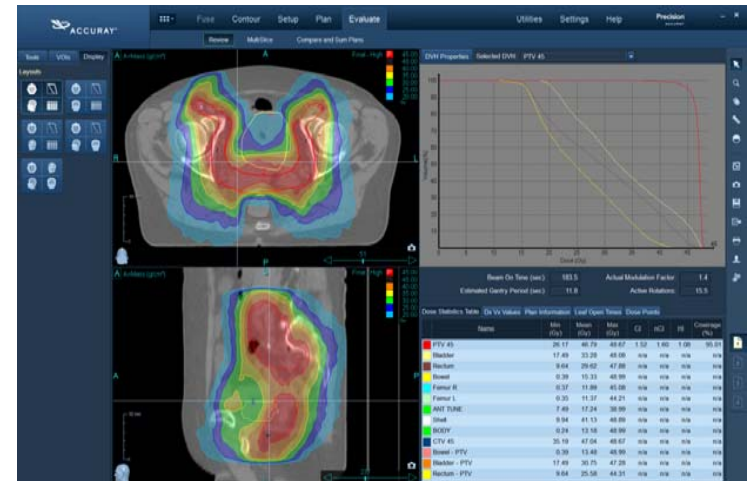 ACCURAY
Fuse Contour Setup Plan Evaluate Utilities Settings Help Precision
Review MultiSlice Compare and Sum Plans
Tools VOIs Display
Layouts
A
A
R
L
P
A
A
P
P
DVH Properties Selected DVH: PTV 45
Volume(%)
Dose (Gy)
Beam On Time (sec) 183.5 Actual Modulation Factor 1.4
Estimated Gantry Period (sec) 11.8 Active Rotations 15.5
Dose Statistics Table Dx Vx Values Plan Information Leaf Open Times Dose Points
Name Min (Gy) Mean (Gy) Max (Gy) CI nCI HI Coverage (%)
PTV 45 26.17 46.79 48.67 1.52 1.60 1.08 95.01
Bladder 17.49 33.28 48.06 n/a n/a n/a n/a
Rectum 9.64 29.62 47.88 n/a n/a n/a n/a
Bowel 0.39 15.33 48.99 n/a n/a n/a n/a
Femur R 0.37 11.89 45.08 n/a n/a n/a n/a
Femur L 0.35 11.37 44.21 n/a n/a n/a n/a
ANT TUNE 7.49 17.24 38.99 n/a n/a n/a n/a
Shell 9.94 41.13 48.89 n/a n/a n/a n/a
BODY 0.24 13.18 48.99 n/a n/a n/a n/a
CTV 45 35.19 47.04 48.67 n/a n/a n/a n/a
Bowel - PTV 0.39 13.48 48.99 n/a n/a n/a n/a
Bladder - PTV 17.49 30.75 47.28 n/a n/a n/a n/a
Rectum - PTV 9.64 25.58 44.31 n/a n/a n/a n/a